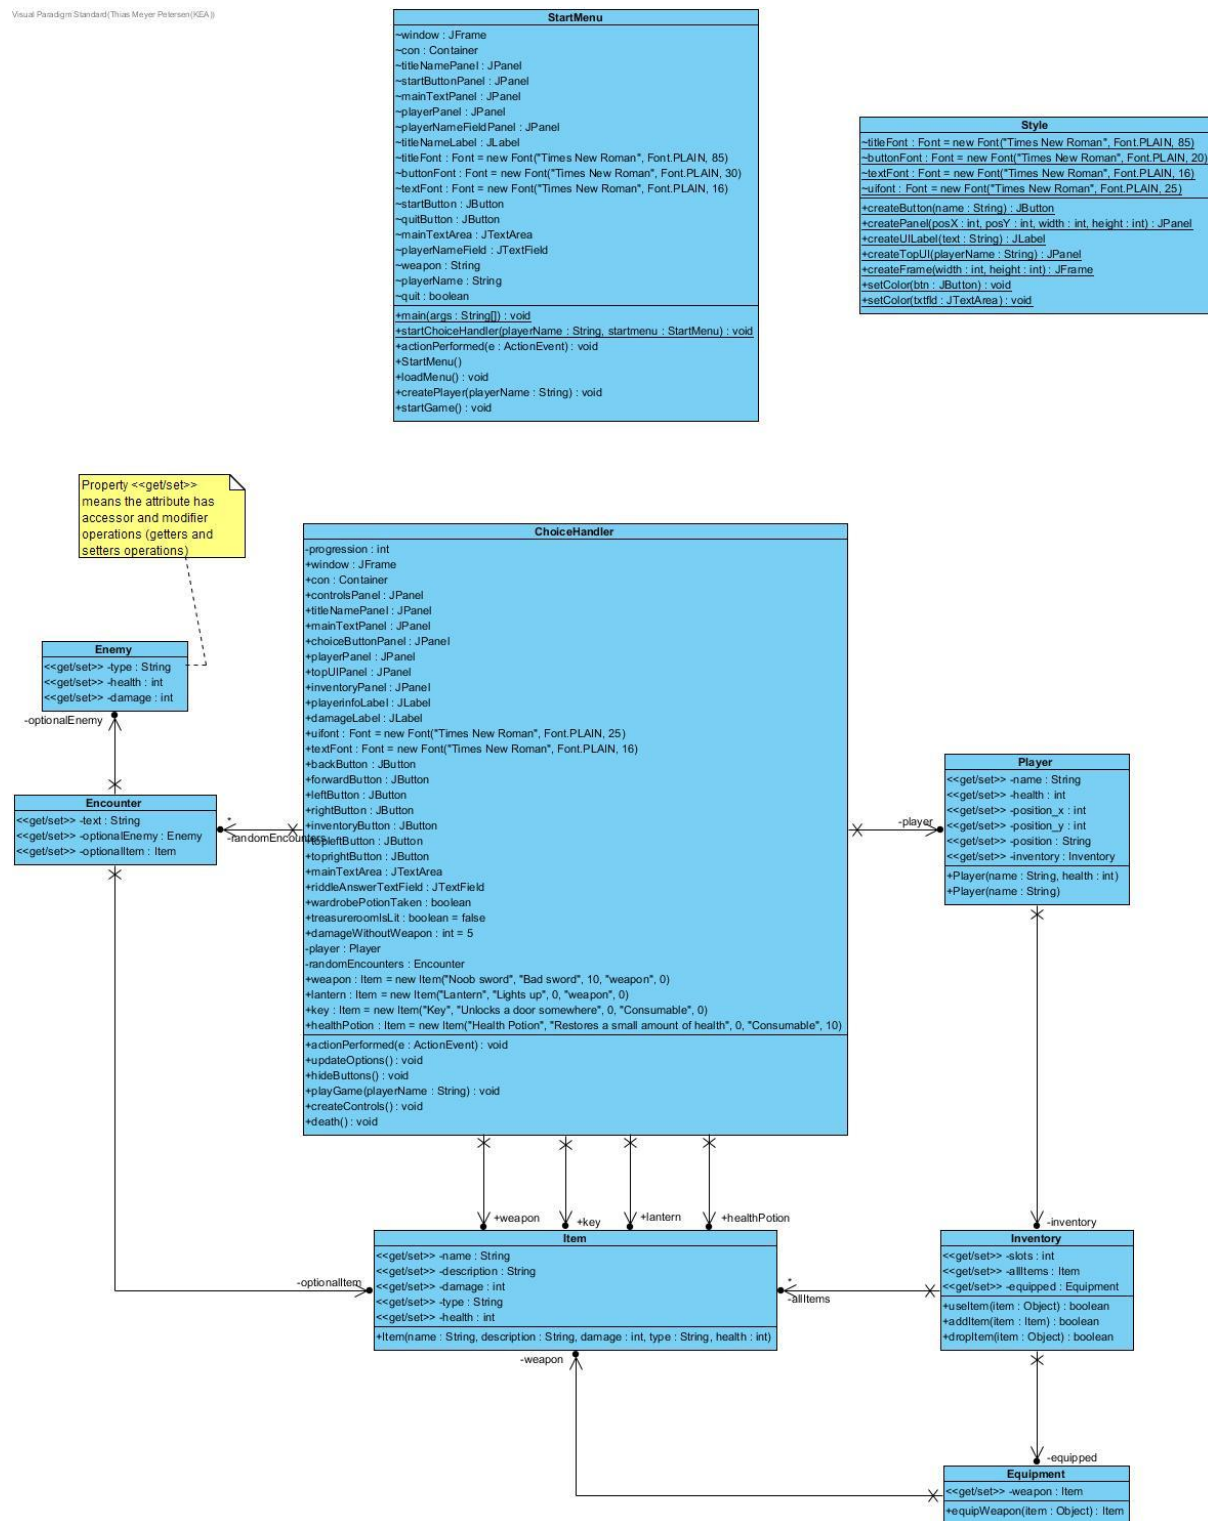 Visual Paradigm Standard(Thias Meyer Petersen(KEA))
StartMenu
~window : JFrame
~con : Container
~titleNamePanel : JPanel
~startButtonPanel : JPanel
~mainTextPanel : JPanel
~playerPanel : JPanel
~playerNameFieldPanel : JPanel
~titleNameLabel : JLabel
~titleFont : Font = new Font("Times New Roman", Font.PLAIN, 85)
~buttonFont : Font = new Font("Times New Roman", Font.PLAIN, 30)
~textFont : Font = new Font("Times New Roman", Font.PLAIN, 16)
~startButton : JButton
~quitButton : JButton
~mainTextArea : JTextArea
~playerNameField : JTextField
~weapon : String
~playerName : String
~quit : boolean
+main(args : String[]) : void
+startChoiceHandler(playerName : String, startmenu : StartMenu) : void
+actionPerformed(e : ActionEvent) : void
+StartMenu()
+loadMenu() : void
+createPlayer(playerName : String) : void
+startGame() : void
Style
~titleFont : Font = new Font("Times New Roman", Font.PLAIN, 85)
~buttonFont : Font = new Font("Times New Roman", Font.PLAIN, 20)
~textFont : Font = new Font("Times New Roman", Font.PLAIN, 16)
~uifont : Font = new Font("Times New Roman", Font.PLAIN, 25)
+createButton(name : String) : JButton
+createPanel(posX : int, posY : int, width : int, height : int) : JPanel
+createUILabel(text : String) : JLabel
+createTopUI(playerName : String) : JPanel
+createFrame(width : int, height : int) : JFrame
+setColor(btn : JButton) : void
+setColor(txtfld : JTextArea) : void
Property <<get/set>>
means the attribute has
accessor and modifier
operations (getters and
setters operations)
Enemy
<<get/set>> -type : String
<<get/set>> -health : int
<<get/set>> -damage : int
-optionalEnemy
Encounter
<<get/set>> -text : String
<<get/set>> -optionalEnemy : Enemy
<<get/set>> -optionalItem : Item
*
-randomEncounters
ChoiceHandler
-progression : int
+window : JFrame
+con : Container
+controlsPanel : JPanel
+titleNamePanel : JPanel
+mainTextPanel : JPanel
+choiceButtonPanel : JPanel
+playerPanel : JPanel
+topUIPanel : JPanel
+inventoryPanel : JPanel
+playerinfoLabel : JLabel
+damageLabel : JLabel
+uifont : Font = new Font("Times New Roman", Font.PLAIN, 25)
+textFont : Font = new Font("Times New Roman", Font.PLAIN, 16)
+backButton : JButton
+forwardButton : JButton
+leftButton : JButton
+rightButton : JButton
+inventoryButton : JButton
+topleftButton : JButton
+toprightButton : JButton
+mainTextArea : JTextArea
+riddleAnswerTextField : JTextField
+wardrobePotionTaken : boolean
+treasureroomIsLit : boolean = false
+damageWithoutWeapon : int = 5
-player : Player
-randomEncounters : Encounter
+weapon : Item = new Item("Noob sword", "Bad sword", 10, "weapon", 0)
+lantern : Item = new Item("Lantern", "Lights up", 0, "weapon", 0)
+key : Item = new Item("Key", "Unlocks a door somewhere", 0, "Consumable", 0)
+healthPotion : Item = new Item("Health Potion", "Restores a small amount of health", 0, "Consumable", 10)
+actionPerformed(e : ActionEvent) : void
+updateOptions() : void
+hideButtons() : void
+playGame(playerName : String) : void
+createControls() : void
+death() : void
-player
Player
<<get/set>> -name : String
<<get/set>> -health : int
<<get/set>> -position_x : int
<<get/set>> -position_y : int
<<get/set>> -position : String
<<get/set>> -inventory : Inventory
+Player(name : String, health : int)
+Player(name : String)
+weapon
+key
+lantern
+healthPotion
-inventory
-optionalItem
Item
<<get/set>> -name : String
<<get/set>> -description : String
<<get/set>> -damage : int
<<get/set>> -type : String
<<get/set>> -health : int
+Item(name : String, description : String, damage : int, type : String, health : int)
*
-allItems
Inventory
<<get/set>> -slots : int
<<get/set>> -allItems : Item
<<get/set>> -equipped : Equipment
+useItem(item : Object) : boolean
+addItem(item : Item) : boolean
+dropItem(item : Object) : boolean
-weapon
-equipped
Equipment
<<get/set>> -weapon : Item
+equipWeapon(item : Object) : Item